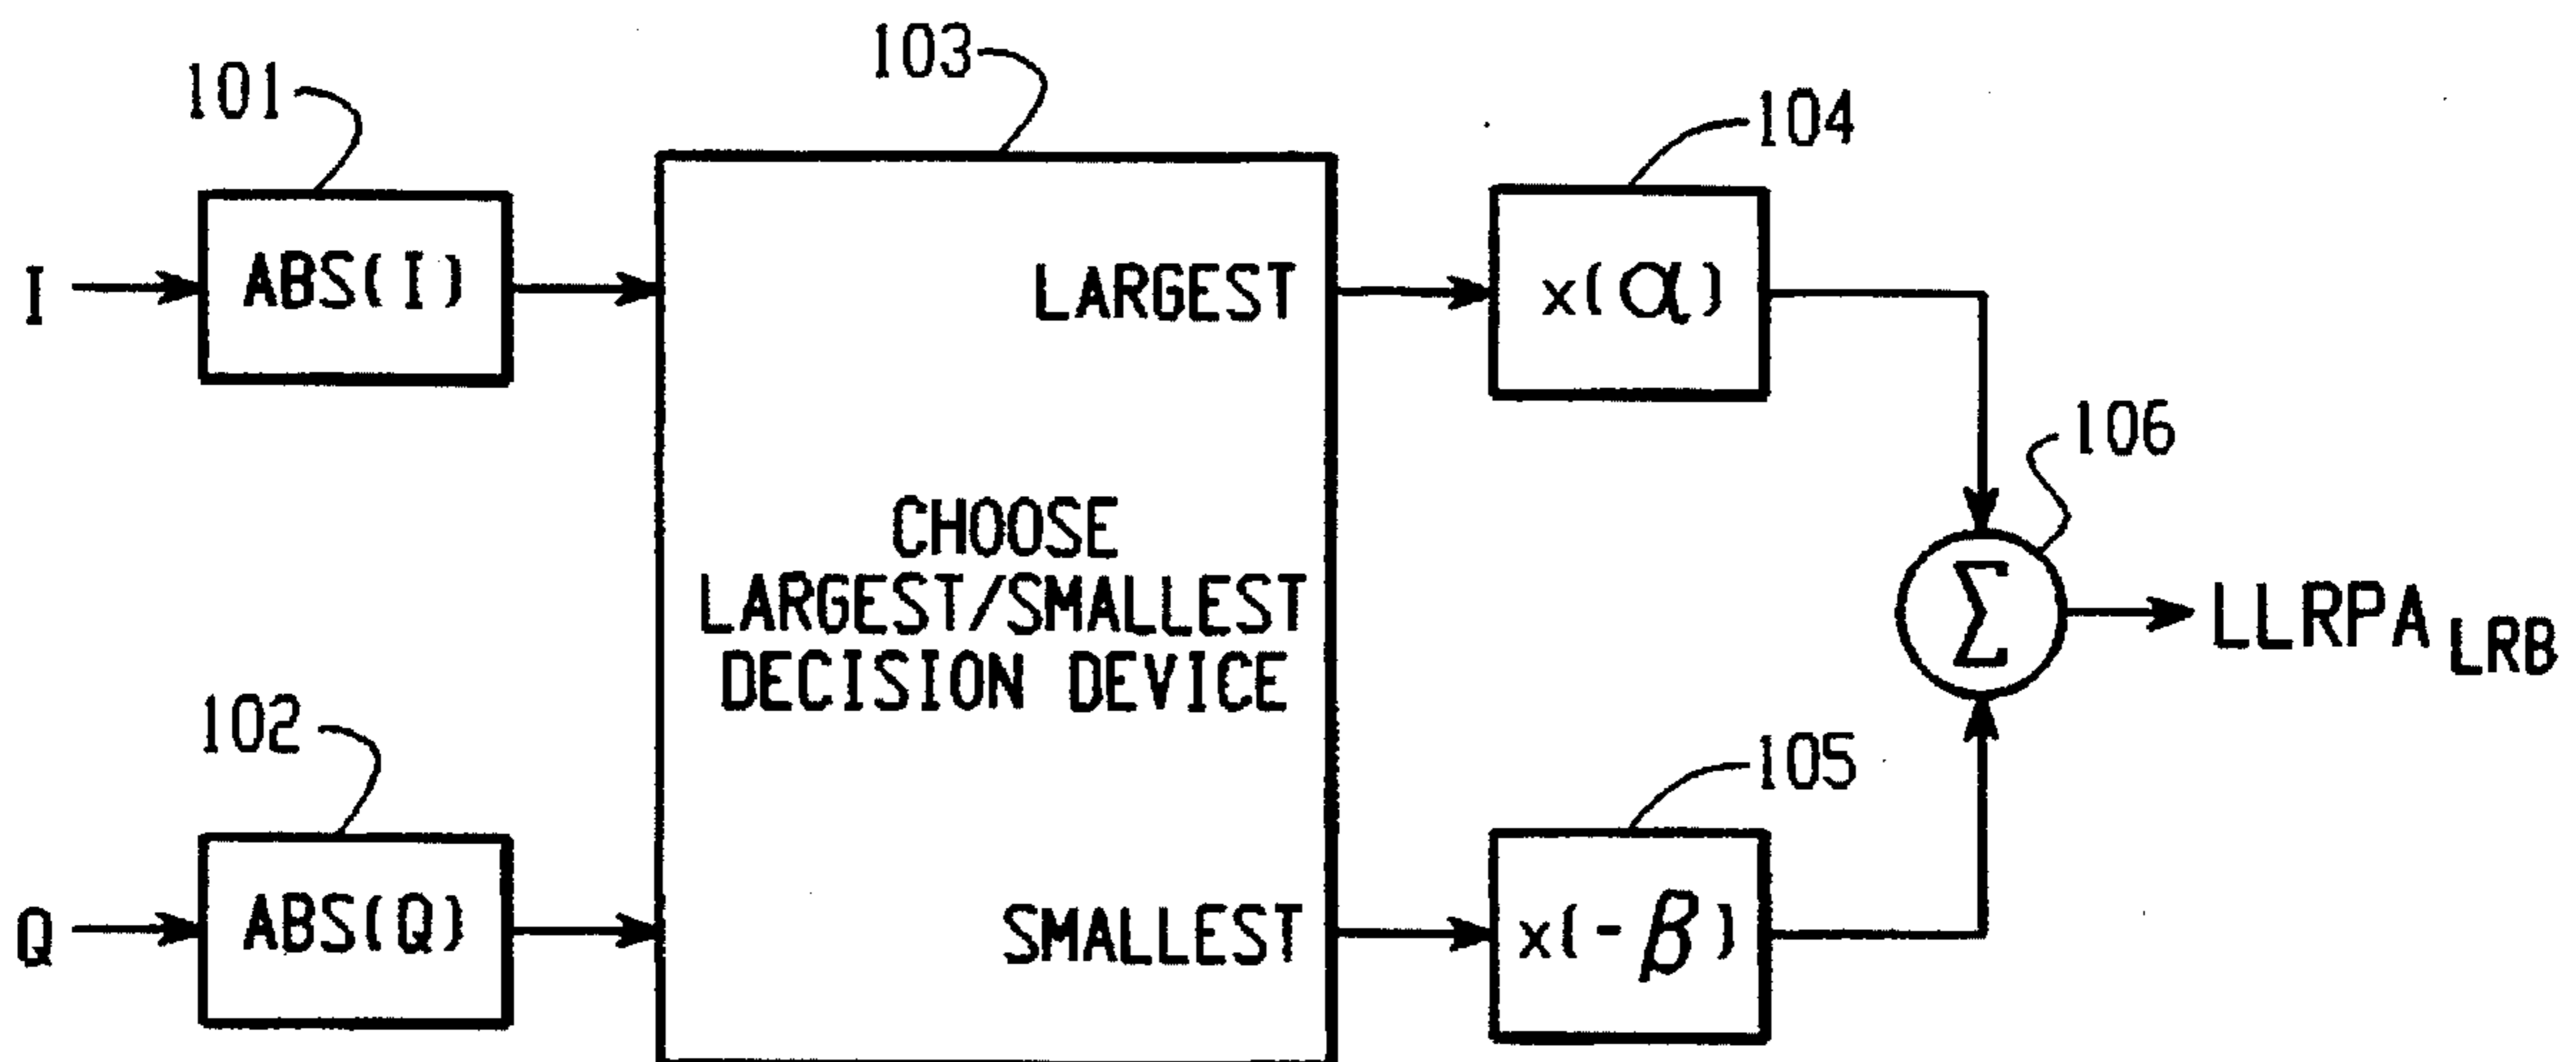 103
101
104
I
ABS(I)
LARGEST
x(α)
106
CHOOSE
LARGEST/SMALLEST
DECISION DEVICE
Σ
LLRPA LRB
102
105
Q
ABS(Q)
SMALLEST
x(-β)